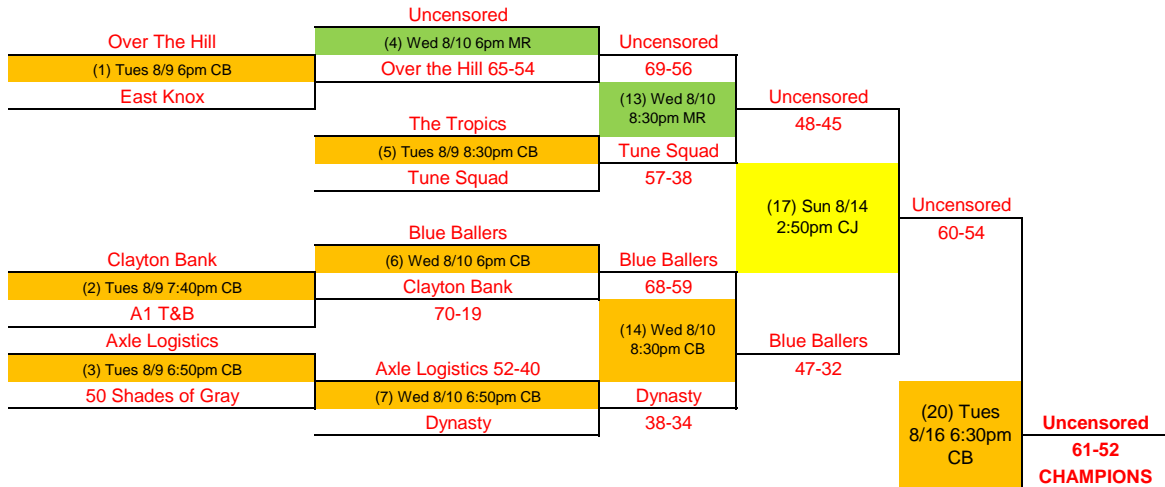 Uncensored
Over The Hill
(4) Wed 8/10 6pm MR
Uncensored
(1) Tues 8/9 6pm CB
Over the Hill 65-54
69-56
East Knox
(13) Wed 8/10
8:30pm MR
Uncensored
The Tropics
48-45
(5) Tues 8/9 8:30pm CB
Tune Squad
Tune Squad
57-38
(17) Sun 8/14
2:50pm CJ
Uncensored
60-54
Blue Ballers
Clayton Bank
(6) Wed 8/10 6pm CB
Blue Ballers
(2) Tues 8/9 7:40pm CB
Clayton Bank
68-59
A1 T&B
70-19
(14) Wed 8/10
8:30pm CB
Axle Logistics
Blue Ballers
(3) Tues 8/9 6:50pm CB
Axle Logistics 52-40
47-32
50 Shades of Gray
(7) Wed 8/10 6:50pm CB
Dynasty
Dynasty
38-34
(20) Tues
8/16 6:30pm
CB
Uncensored
61-52
CHAMPIONS